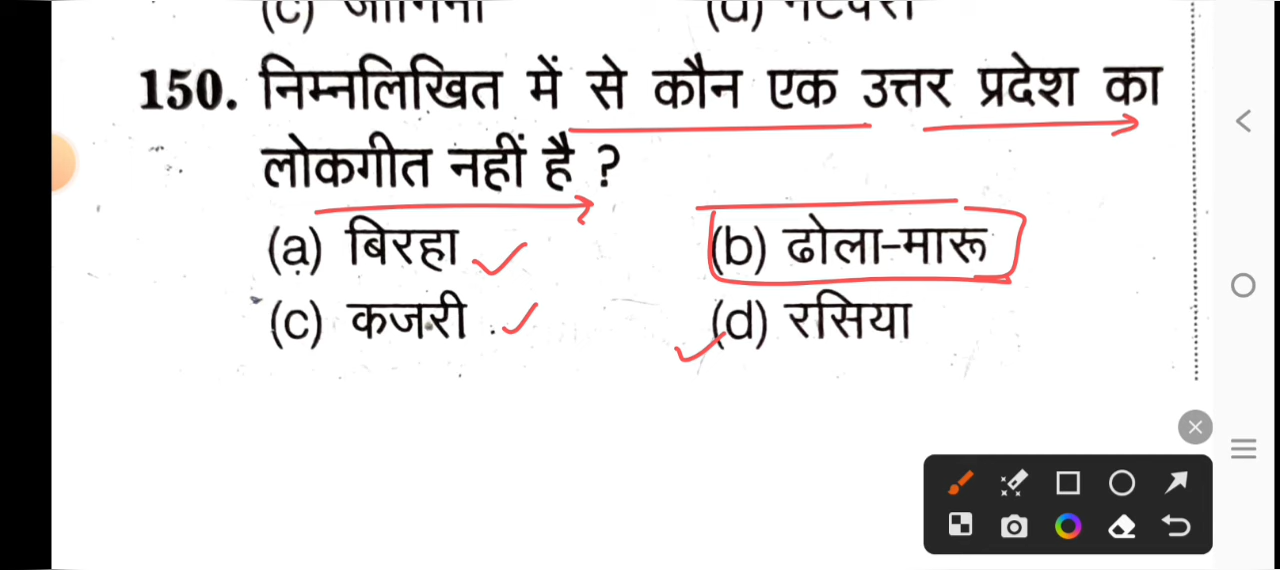 150. निम्नलिखित में से कौन एक उत्तर प्रदेश का
लोकगीत नहीं है ?
(a) बिरहा (b) ढोला-मारू
(c) कजरी (d) रसिया